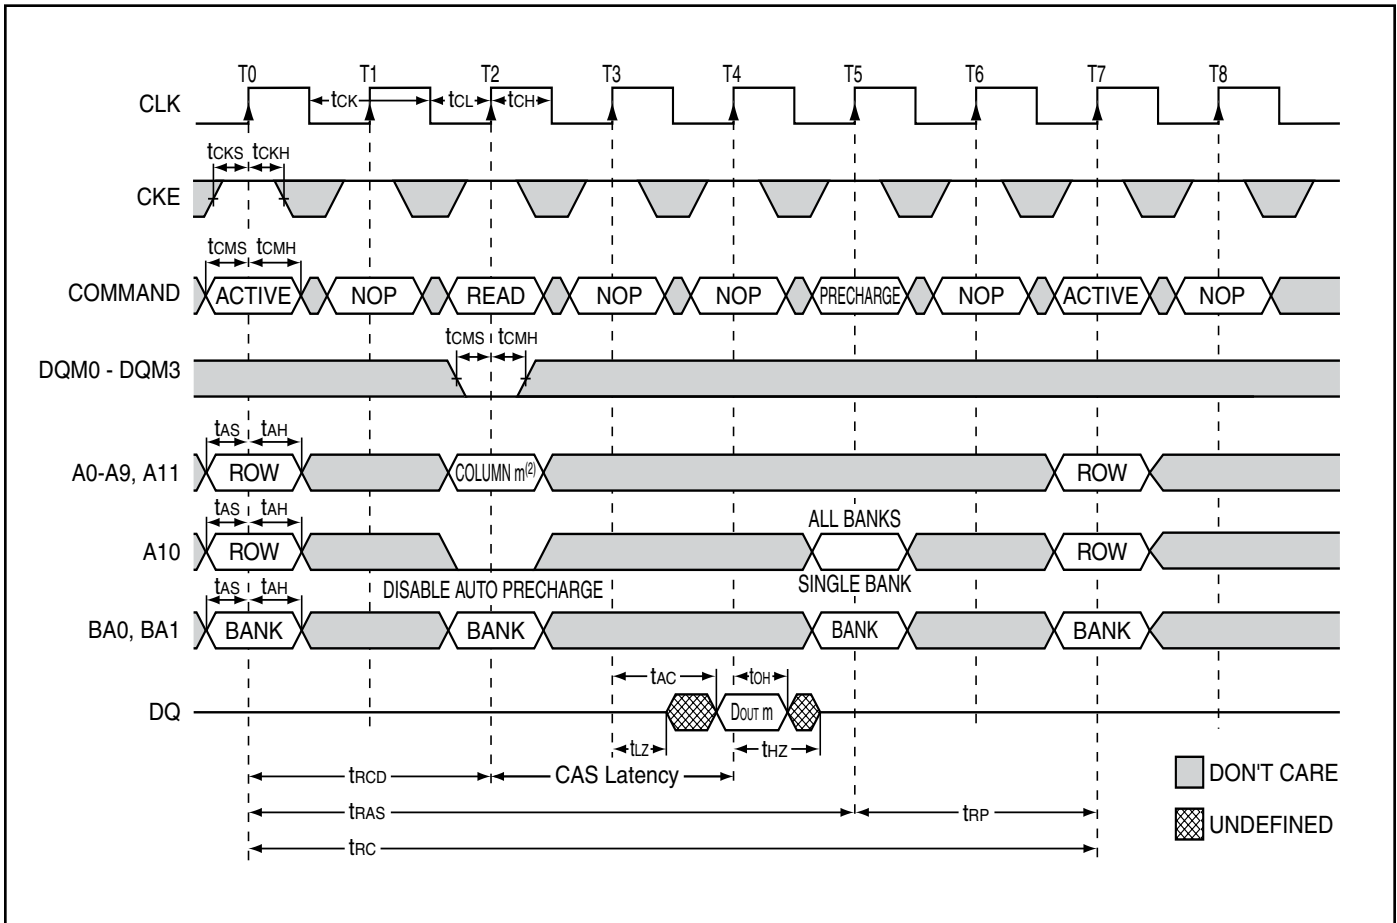 T0 T1 T2 T3 T4 T5 T6 T7 T8
CLK tCK tCL tCH
tCKS tCKH
CKE
tCMS tCMH
COMMAND ACTIVE NOP READ NOP NOP PRECHARGE NOP ACTIVE NOP
tCMS tCMH
DQM0 - DQM3
tAS tAH
A0-A9, A11 ROW COLUMN m(2) ROW
tAS tAH ALL BANKS
A10 ROW ROW
DISABLE AUTO PRECHARGE SINGLE BANK
tAS tAH
BA0, BA1 BANK BANK BANK BANK
tAC tOH
DQ DOUT m
tLZ tHZ
tRCD CAS Latency DON'T CARE
tRAS tRP
UNDEFINED
tRC